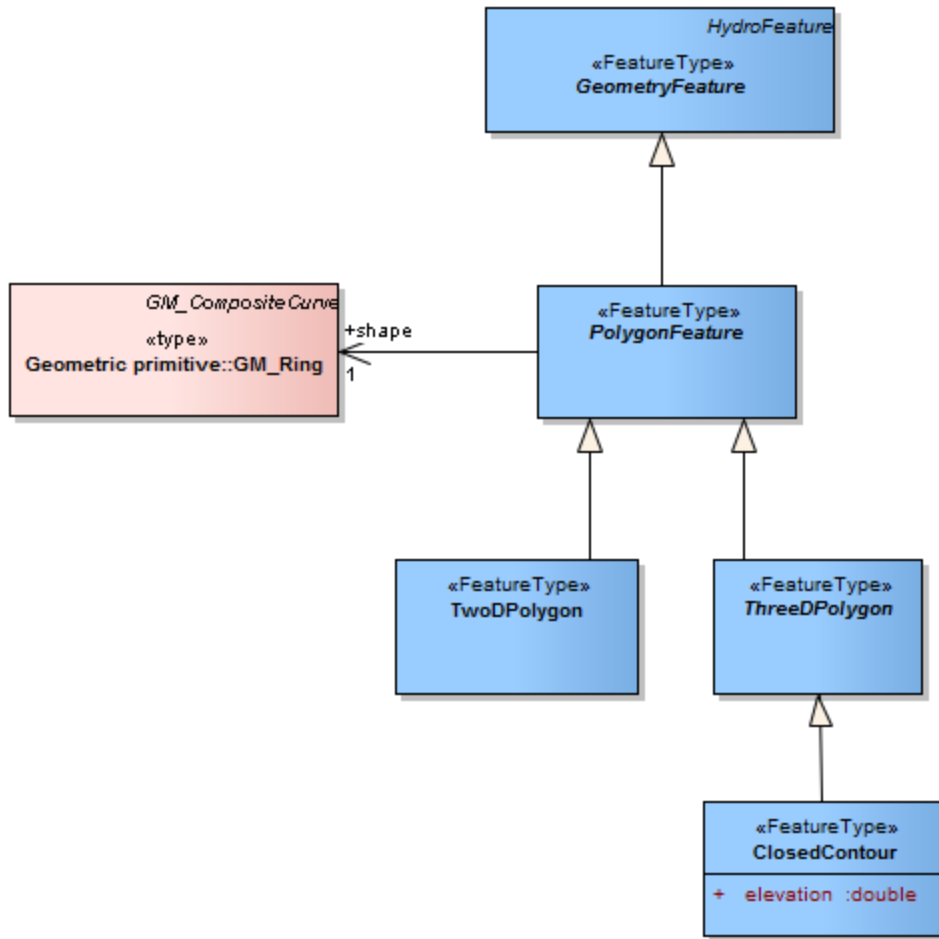 HydroFeature
«FeatureType»
GeometryFeature
GM_CompositeCurve
«type»
Geometric primitive::GM_Ring
+shape
1
«FeatureType»
PolygonFeature
«FeatureType»
TwoDPolygon
«FeatureType»
ThreeDPolygon
«FeatureType»
ClosedContour
+ elevation :double